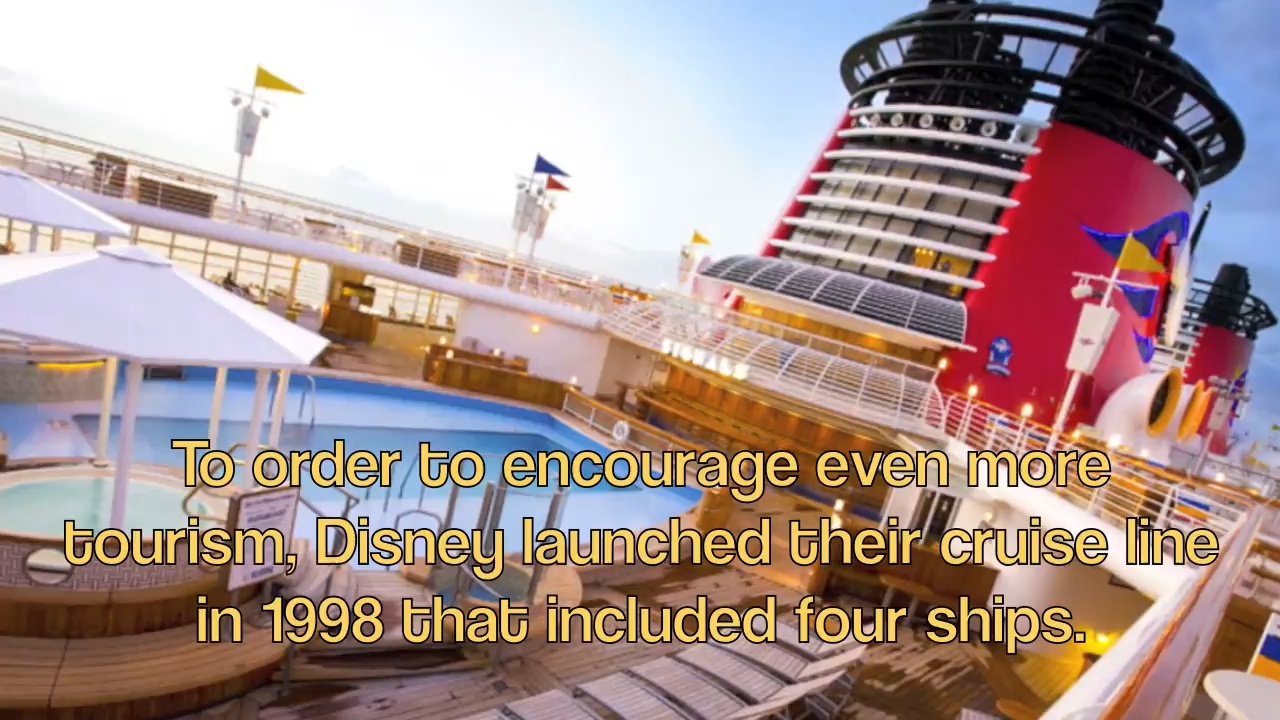 To order to encourage even more
tourism, Disney launched their cruise line
in 1998 that included four ships.